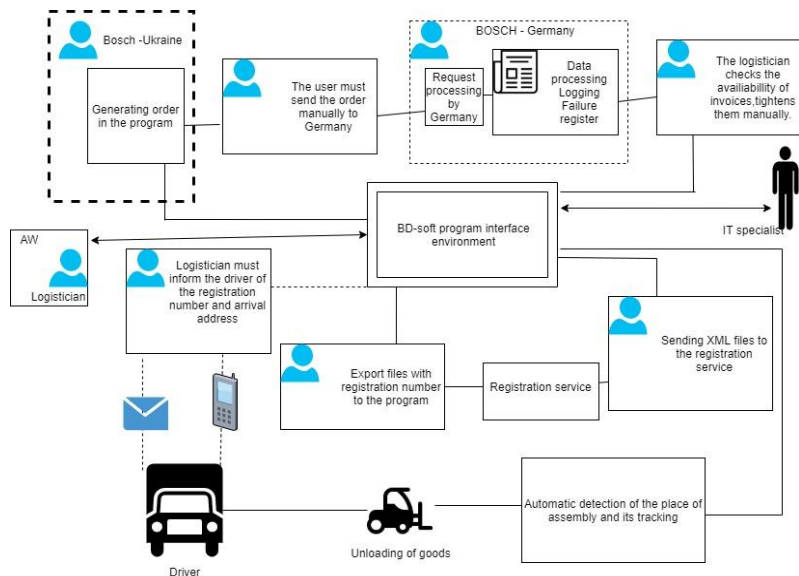 Bosch -Ukraine
Generating order
in the program
The user must
send the order
manually to
Germany
BOSCH - Germany
Request
processing
by
Germany
Data
processing
Logging
Failure
register
The logistician
checks the
availiabillity of
invoices,tightens
them manually.
IT specialist
BD-soft program interface
environment
AW
Logistician
Logistician must
inform the driver of
the registration
number and arrival
address
Export files with
registration number
to the program
Registration service
Sending XML files to
the registration
service
Automatic detection of the place of
assembly and its tracking
Unloading of goods
Driver